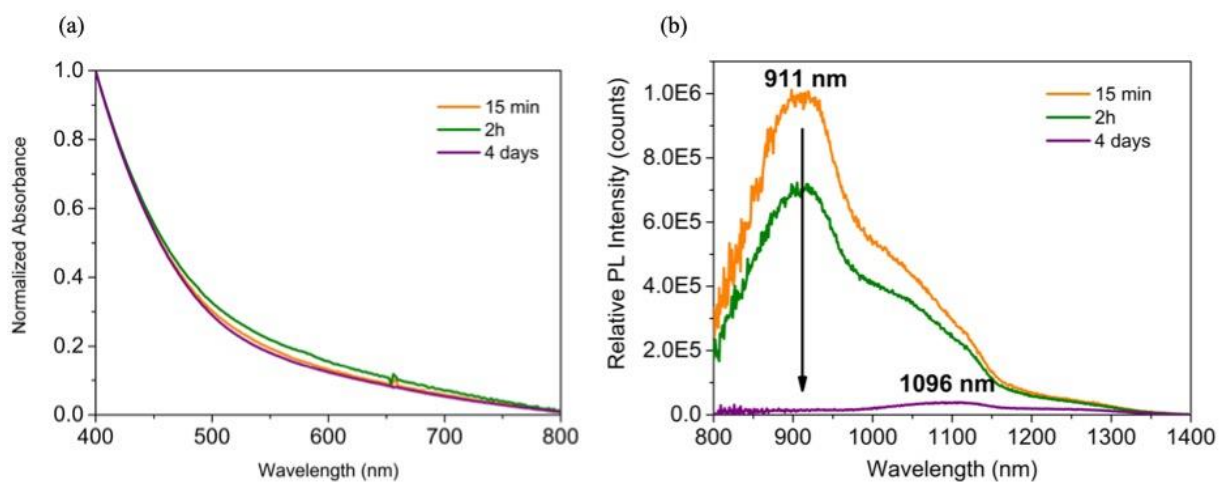 (a)
(b)
1.0
0.8
0.6
0.4
0.2
0.0
Normalized Absorbance
15 min
2h
4 days
400
500
600
700
800
Wavelength (nm)
911 nm
1096 nm
1.0E6
8.0E5
6.0E5
4.0E5
2.0E5
0.0
Relative PL Intensity (counts)
15 min
2h
4 days
800
900
1000
1100
1200
1300
1400
Wavelength (nm)